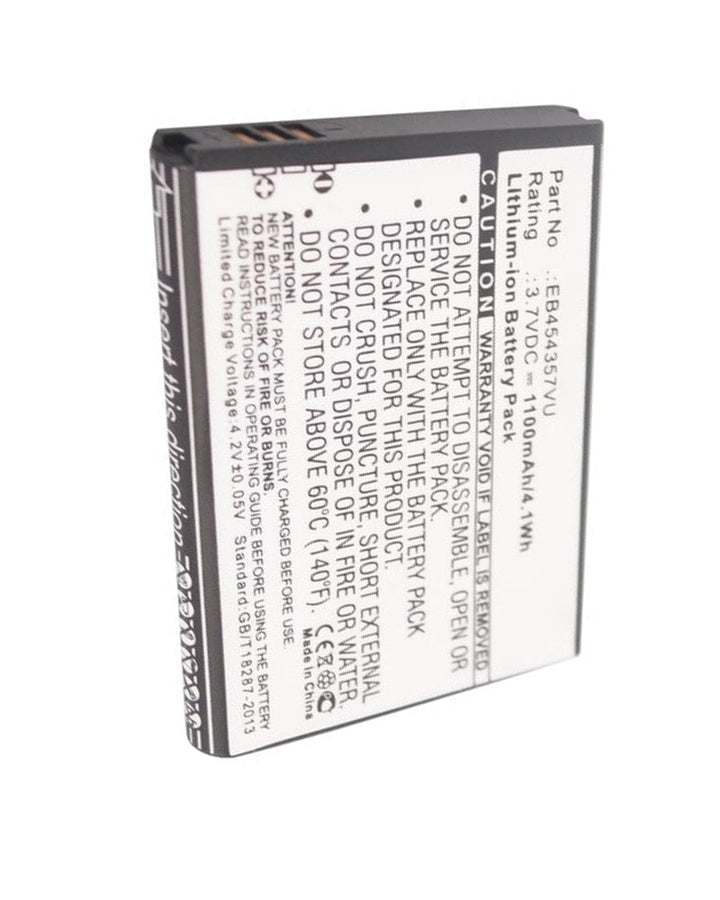 Part No .:EB454357VU
Rating .:3.7VDC ⎓ 1100mAh/4.1Wh
Lithium-ion Battery Pack
CAUTION WARRANTY VOID IF LABEL IS REMOVED
• DO NOT ATTEMPT TO DISASSEMBLE, OPEN OR
SERVICE THE BATTERY PACK.
• REPLACE ONLY WITH THE BATTERY PACK
DESIGNATED FOR THIS PRODUCT.
• DO NOT CRUSH, PUNCTURE, SHORT EXTERNAL
CONTACTS OR DISPOSE OF IN FIRE OR WATER.
• DO NOT STORE ABOVE 60°C (140°F). CE
Made In China
ATTENTION!
NEW BATTERY PACK MUST BE FULLY CHARGED BEFORE USE.
TO REDUCE RISK OF FIRE OR BURNS.
READ INSTRUCTIONS IN OPERATING GUIDE BEFORE USING THE BATTERY
Limited Charge Voltage:4.2V±0.05V Standard:GB/T18287-2013
Insert this direction